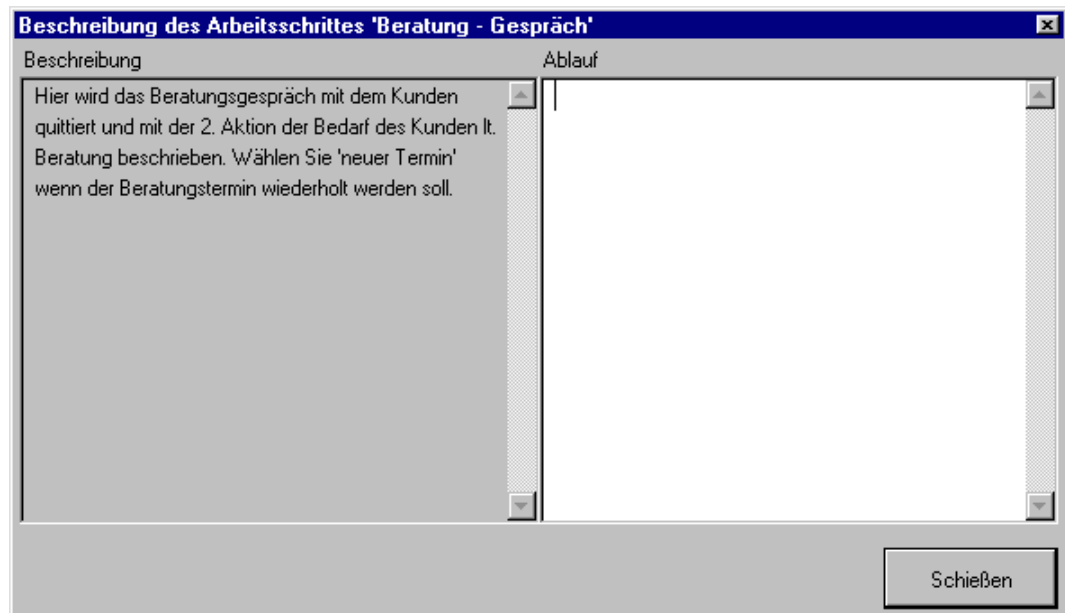 Beschreibung des Arbeitsschrittes 'Beratung - Gespräch'
Beschreibung
Ablauf
Hier wird das Beratungsgespräch mit dem Kunden
quittiert und mit der 2. Aktion der Bedarf des Kunden lt.
Beratung beschrieben. Wählen Sie 'neuer Termin'
wenn der Beratungstermin wiederholt werden soll.
Schießen